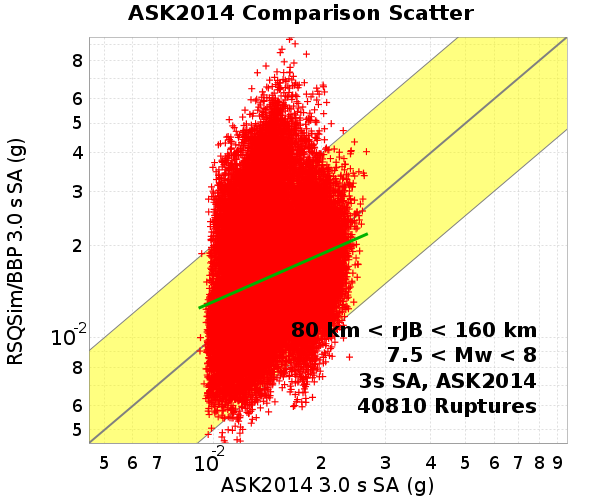 ASK2014 Comparison Scatter
RSQSim/BBP 3.0 s SA (g)
8
6
5
4
3
2
10-2
8
6
5
80 km < rJB < 160 km
7.5 < Mw < 8
3s SA, ASK2014
40810 Ruptures
5 6 7 10-2 2 3 4 5 6 7 8 9
ASK2014 3.0 s SA (g)